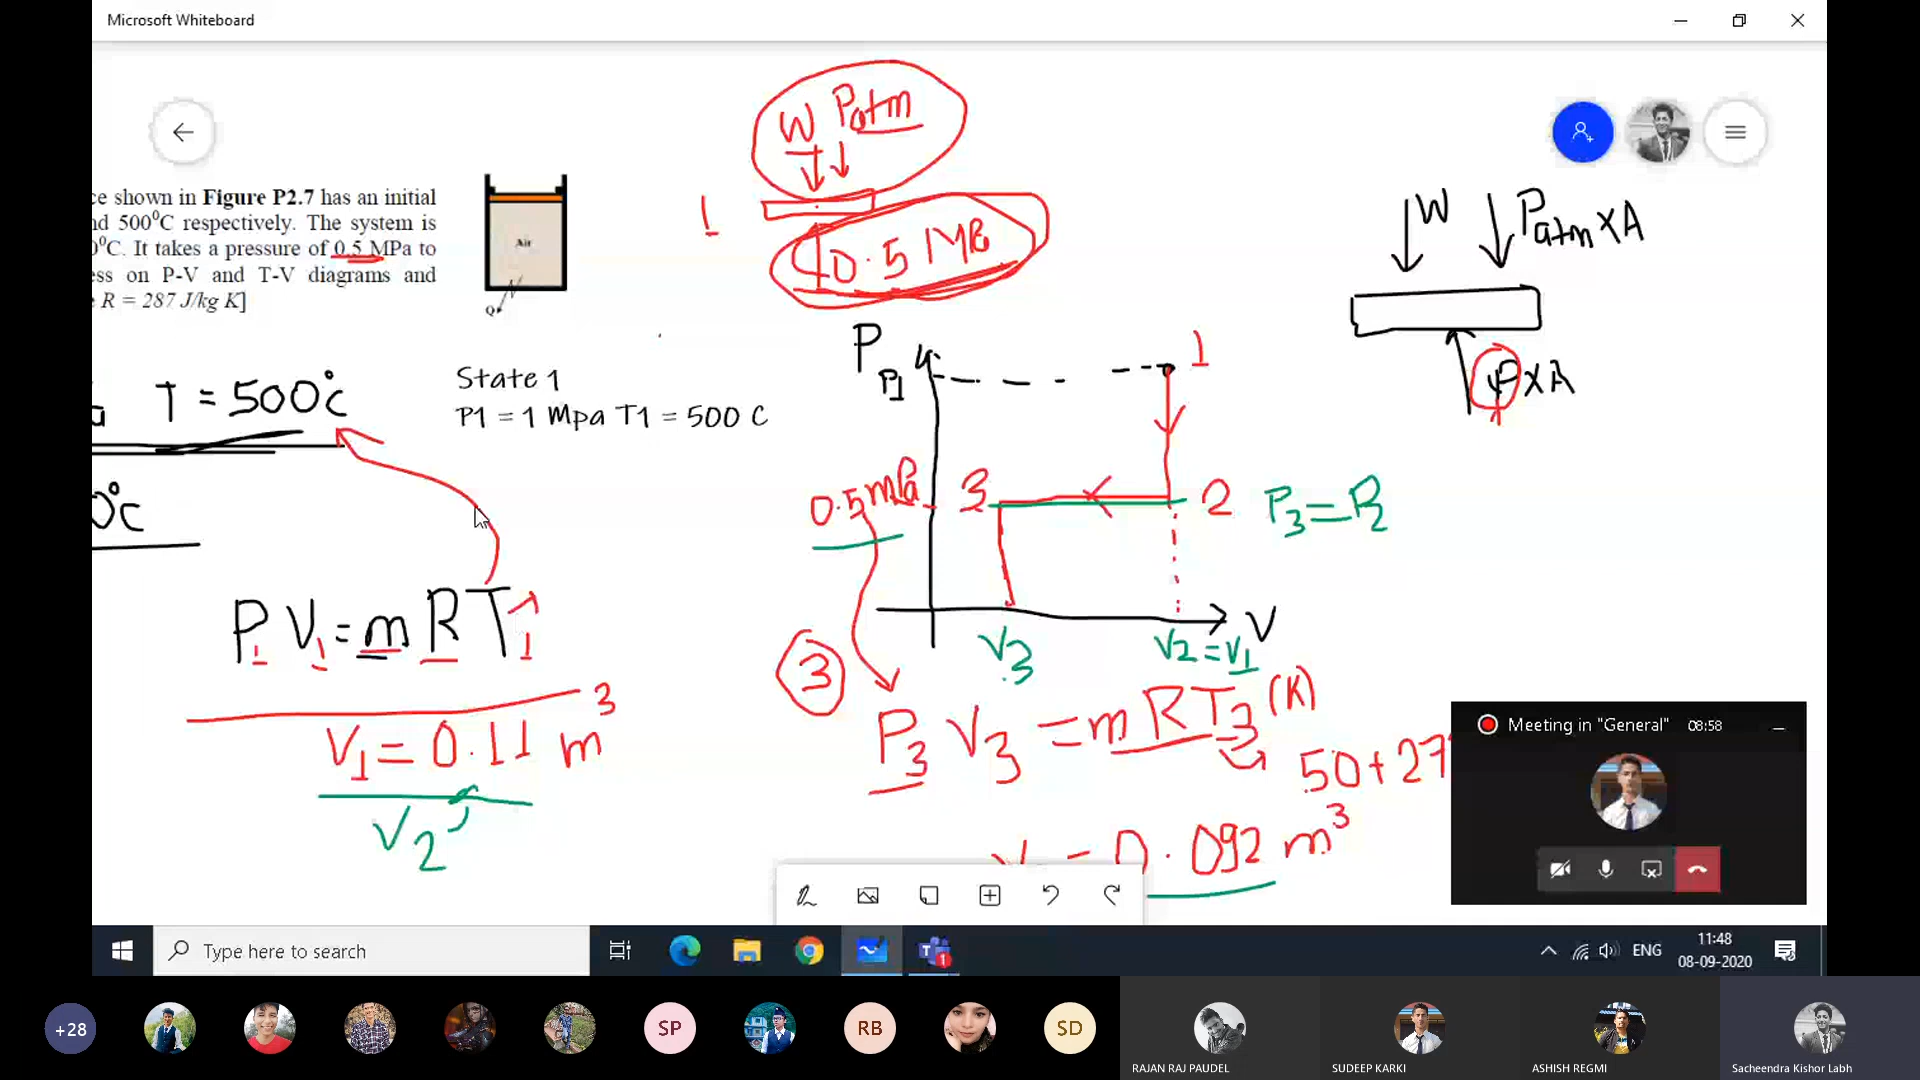 Microsoft Whiteboard
ce shown in Figure P2.7 has an initial
nd 500⁰C respectively. The system is
0⁰C. It takes a pressure of 0.5 MPa to
ess on P-V and T-V diagrams and
R = 287 J/kg K]
Air
Q
W Patm
1
0.5 MPa
W Patm×A
P×A
a T = 500°C
0°C
State 1
P1 = 1 Mpa T1 = 500 C
P
P1
1
0.5 mPa 3 2 P3=P2
V
V3 V2=V1
P1 V1 = m R T1
V1 = 0.11 m³
V2
3
P3 V3 = m R T3 (K)
50+27
= 0.092 m³
Meeting in "General" 08:58
Type here to search
1
ENG
11:48
08-09-2020
+28
SP
RB
SD
RAJAN RAJ PAUDEL
SUDEEP KARKI
ASHISH REGMI
Sacheendra Kishor Labh